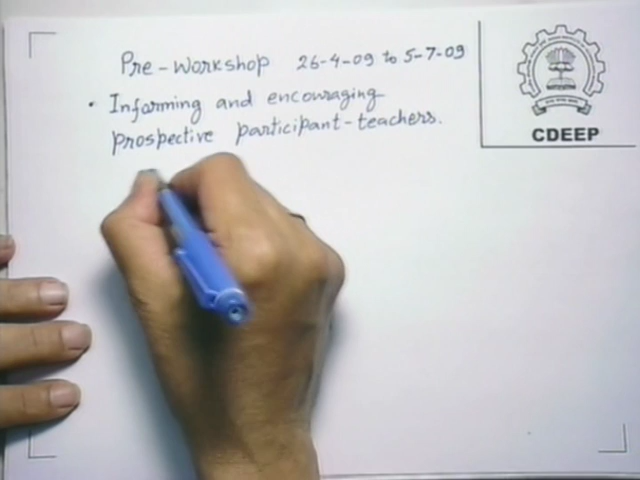 Pre-Workshop 26-4-09 to 5-7-09
• Informing and encouraging
prospective participant-teachers.
CDEEP